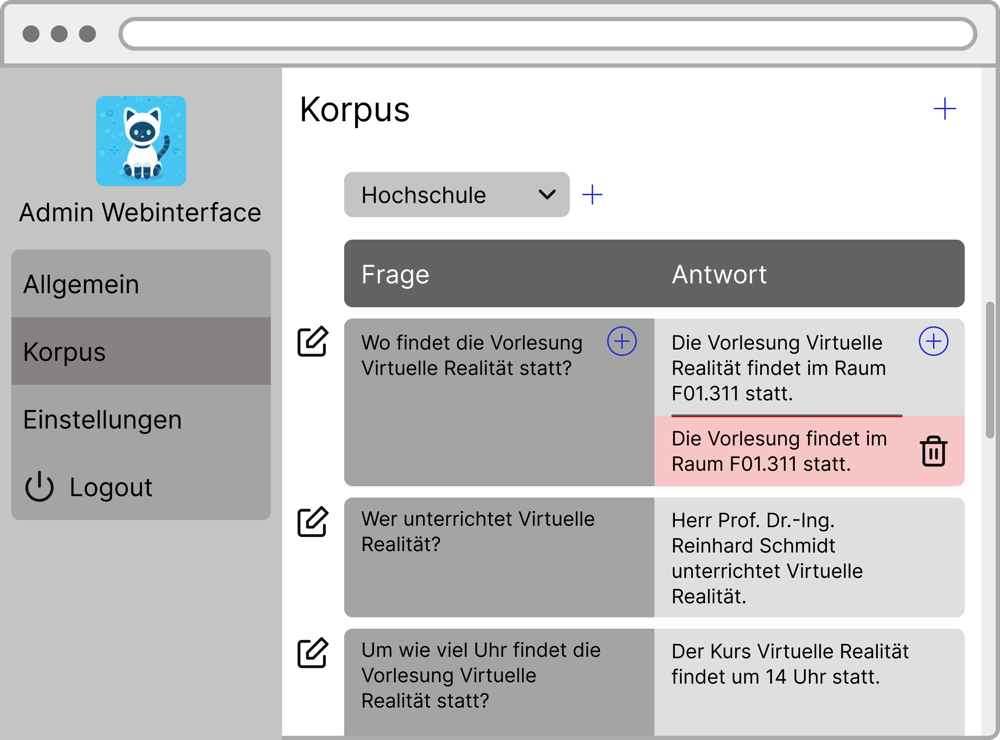 Admin Webinterface
Allgemein
Korpus
Einstellungen
Logout
Korpus
Hochschule
Frage
Antwort
Wo findet die Vorlesung
Virtuelle Realität statt?
Die Vorlesung Virtuelle
Realität findet im Raum
F01.311 statt.
Die Vorlesung findet im
Raum F01.311 statt.
Wer unterrichtet Virtuelle
Realität?
Herr Prof. Dr.-Ing.
Reinhard Schmidt
unterrichtet Virtuelle
Realität.
Um wie viel Uhr findet die
Vorlesung Virtuelle
Realität statt?
Der Kurs Virtuelle Realität
findet um 14 Uhr statt.